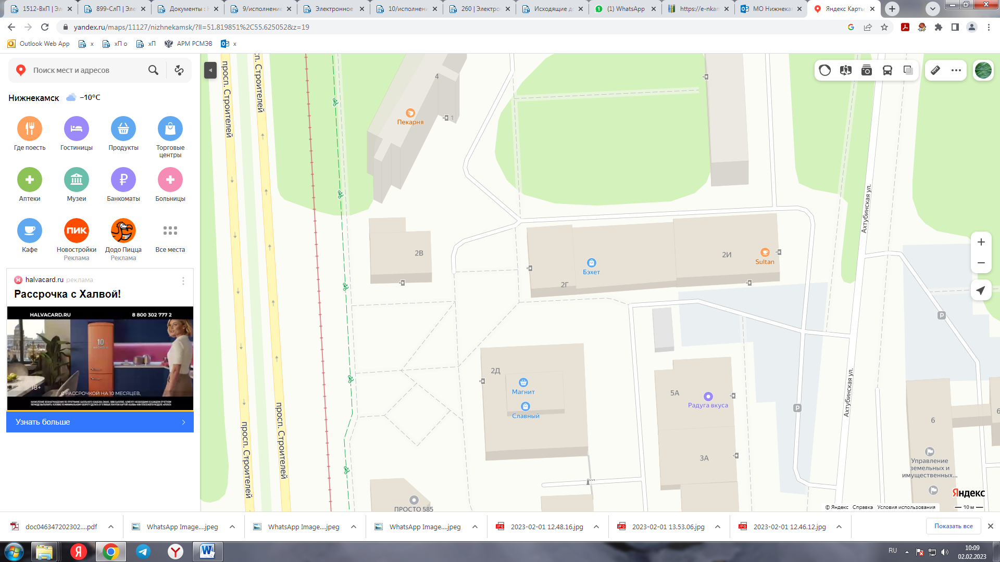 1512-ВхП | Эл
899-СлП | Эле
Документы : Н
9/исполнение
Электронное
10/исполнени
260 | Электро
Исходящие до
(1) WhatsApp
https://e-nkam
МО Нижнекам
Яндекс Карты
yandex.ru/maps/11127/nizhnekamsk/?ll=51.819851%2C55.625052&z=19
Outlook Web App
х
хП о
хП
АРМ РСМЭВ
х
Поиск мест и адресов
Нижнекамск
−10°C
Где поесть
Гостиницы
Продукты
Торговые
центры
Аптеки
Музеи
Банкоматы
Больницы
ПИК
Кафе
Новостройки
Реклама
Додо Пицца
Реклама
Все места
halvacard.ru реклама
Рассрочка с Халвой!
HALVACARD.RU
8 800 302 777 2
10
18+
С РАССРОЧКОЙ НА 10 МЕСЯЦЕВ,
Узнать больше
просп. Строителей
сп. Строителей
просп. Строителей
просп. Строителей
4
Пекарня
1
2В
2Г
Бэхет
2И
Sultan
2Д
Магнит
Славный
5А
Радуга вкуса
3А
ПРОСТО 585
Ахтубинская ул.
Ахтубинская ул.
P
P
6
6
Управление
земельных и
имущественных...
Яндекс
© Яндекс Справка Условия использования
10 м
doc046347202302....pdf
WhatsApp Image....jpeg
WhatsApp Image....jpeg
WhatsApp Image....jpeg
2023-02-01 12.48.16.jpg
2023-02-01 13.53.06.jpg
2023-02-01 12.46.12.jpg
Показать все
RU
10:09
02.02.2023